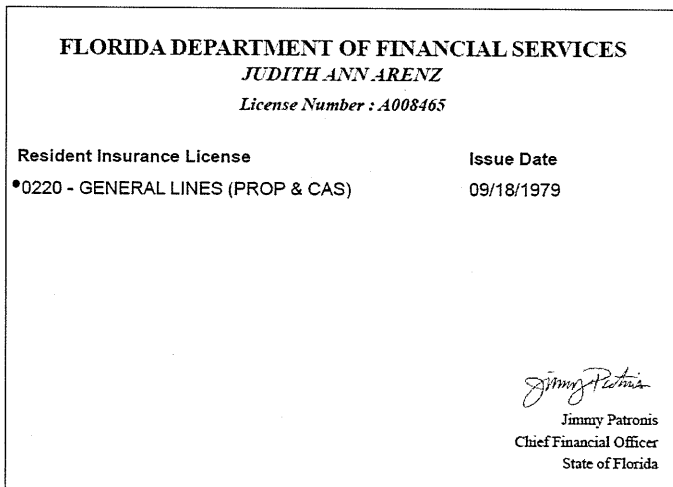 FLORIDA DEPARTMENT OF FINANCIAL SERVICES
JUDITH ANN ARENZ
License Number : A008465
Resident Insurance License Issue Date
•0220 - GENERAL LINES (PROP & CAS) 09/18/1979
Jimmy Patronis
Jimmy Patronis
Chief Financial Officer
State of Florida